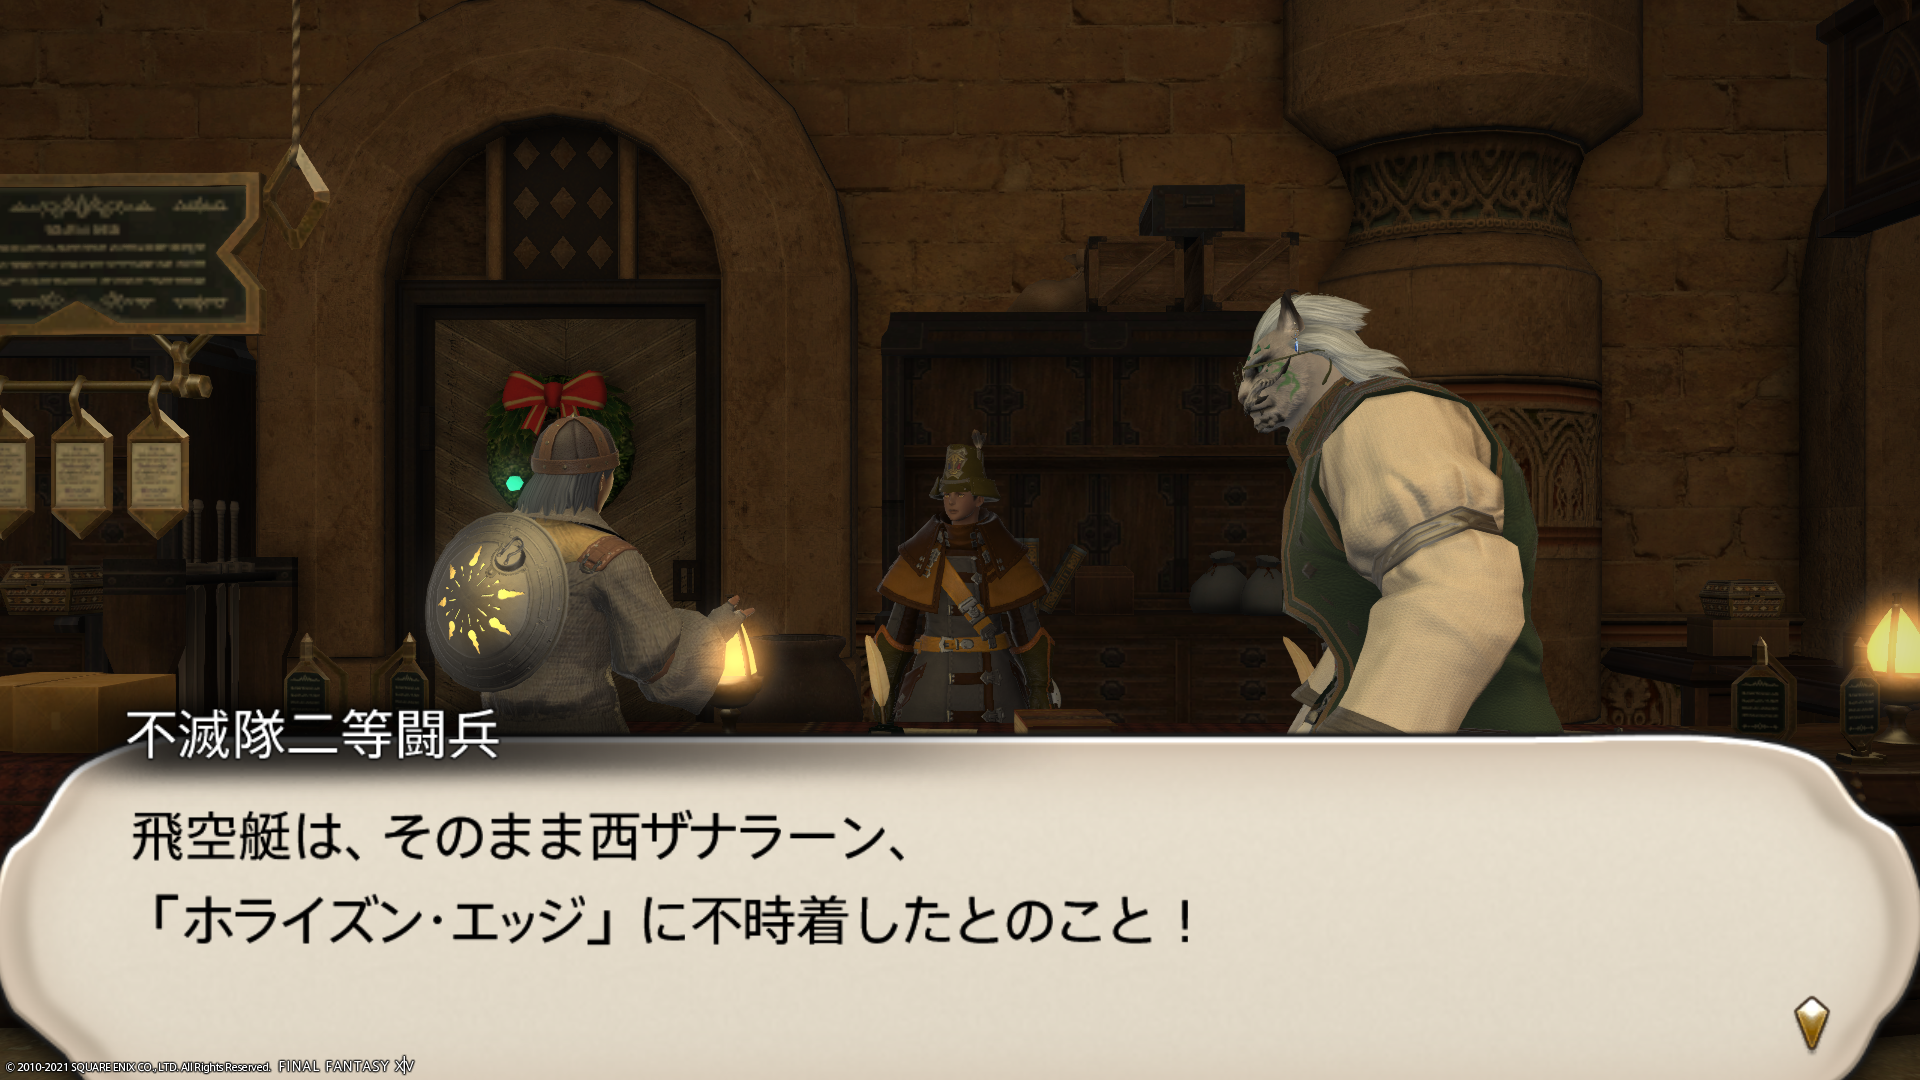 不滅隊二等闘兵
飛空艇は、そのまま西ザナラーン、
「ホライズン・エッジ」に不時着したとのこと！
© 2010-2021 SQUARE ENIX CO., LTD. All Rights Reserved. FINAL FANTASY XIV